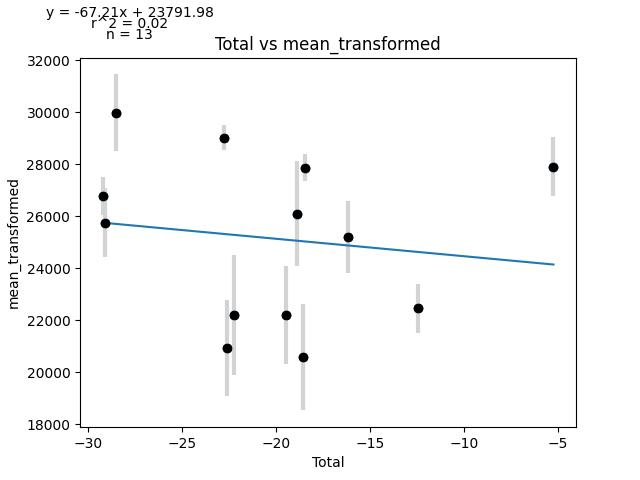 y = -67.21x + 23791.98
r^2 = 0.02
n = 13
Total vs mean_transformed
32000
30000
28000
26000
24000
22000
20000
18000
mean_transformed
−30
−25
−20
−15
−10
−5
Total